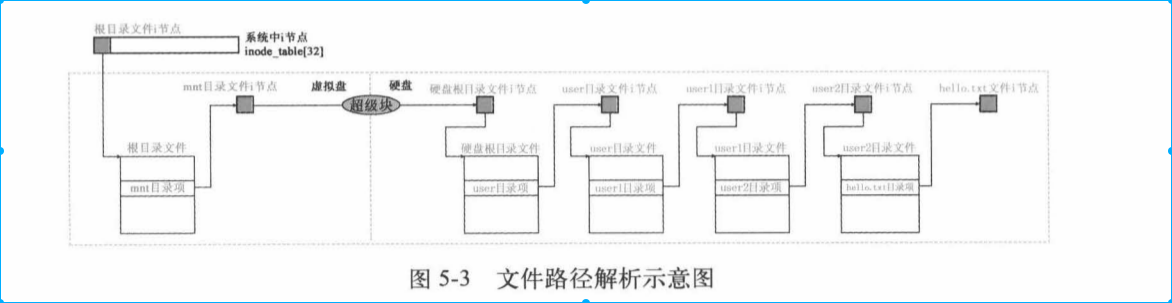 根目录文件i节点
系统中i节点
inode_table[32]
mnt目录文件i节点
虚拟盘
硬盘
超级块
硬盘根目录文件i节点
user目录文件i节点
user1目录文件i节点
user2目录文件i节点
hello.txt文件i节点
根目录文件
mnt目录项
硬盘根目录文件
user目录项
user目录文件
user1目录项
user1目录文件
user2目录项
user2目录文件
hello.txt目录项
图 5-3 文件路径解析示意图